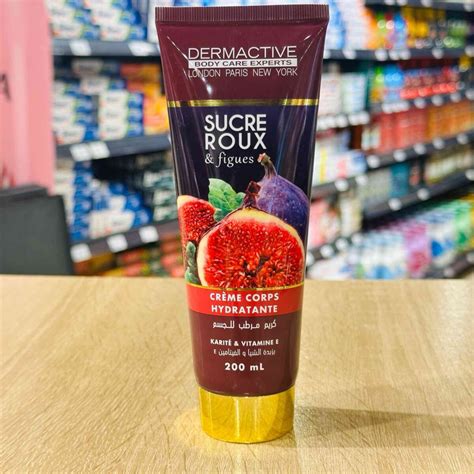 DERMACTIVE
BODY CARE EXPERTS
LONDON PARIS NEW YORK
SUCRE
ROUX
& figues
CRÈME CORPS
HYDRATANTE
كريم مرطب للجسم
KARITÉ & VITAMINE E
بزبدة الشيا و الفيتامين E
200 mL